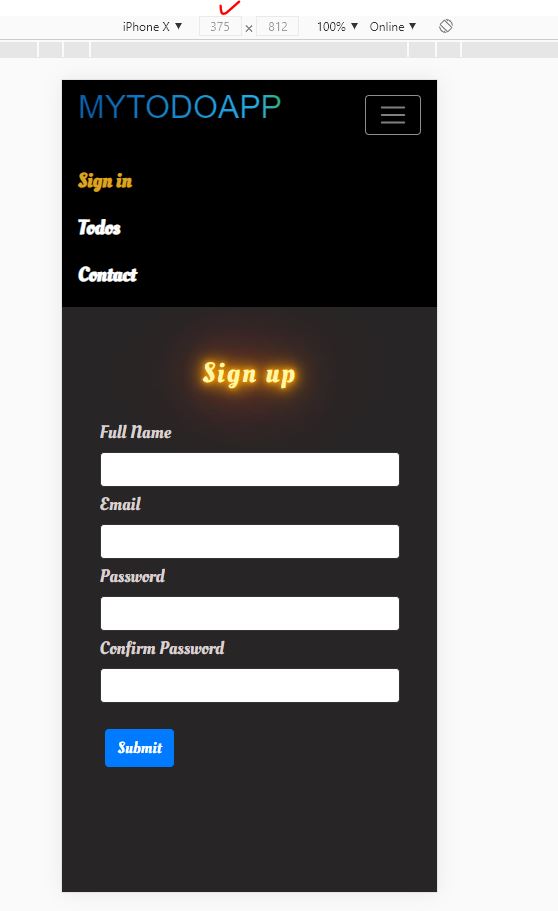 iPhone X ▼ 375 × 812 100% ▼ Online ▼
MYTODOAPP
Sign in
Todos
Contact
Sign up
Full Name
Email
Password
Confirm Password
Submit